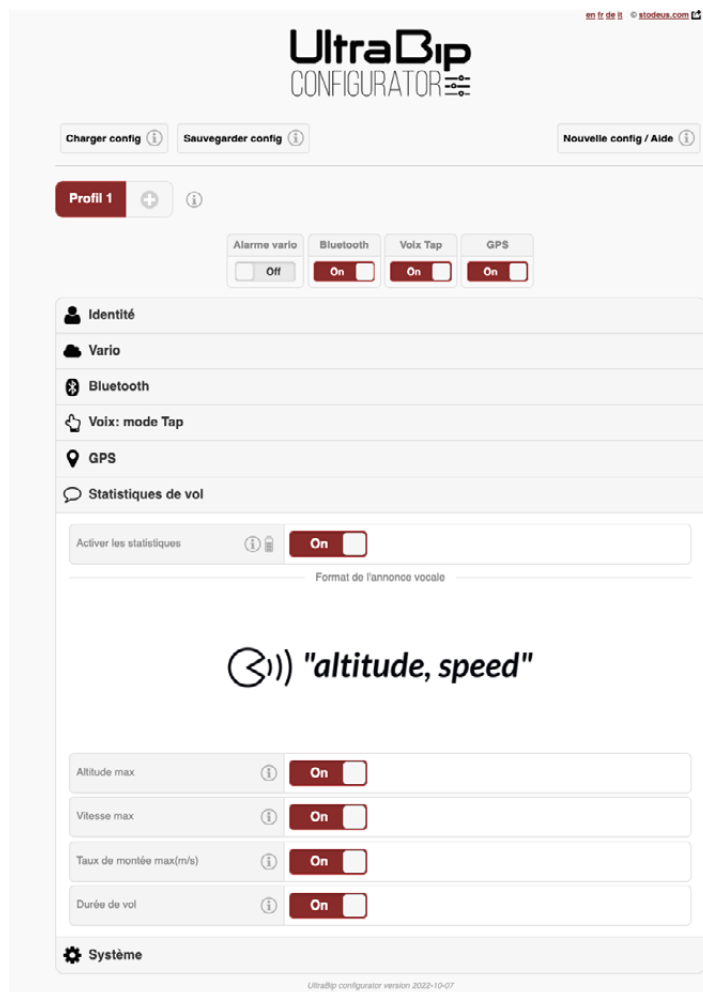 en fr de it © stodeus.com
UltraBip
CONFIGURATOR
Charger config
Sauvegarder config
Nouvelle config / Aide
Profil 1
Alarme vario
Bluetooth
Voix Tap
GPS
Off
On
On
On
Identité
Vario
Bluetooth
Voix: mode Tap
GPS
Statistiques de vol
Activer les statistiques
On
Format de l'annonce vocale
"altitude, speed"
Altitude max
On
Vitesse max
On
Taux de montée max(m/s)
On
Durée de vol
On
Système
UltraBip configurator version 2022-10-07